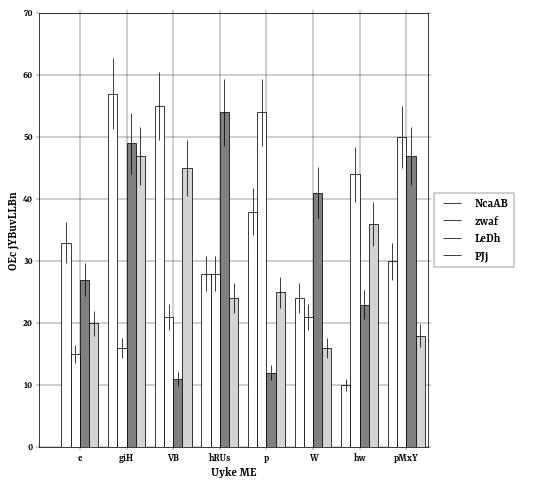 70
60
50
40
30
20
10
0
OEc jYBuvLLBn
c giH VB hRUs p W hw pMxY
Uyke ME
NcaAB
zwaf
LeDh
PJj